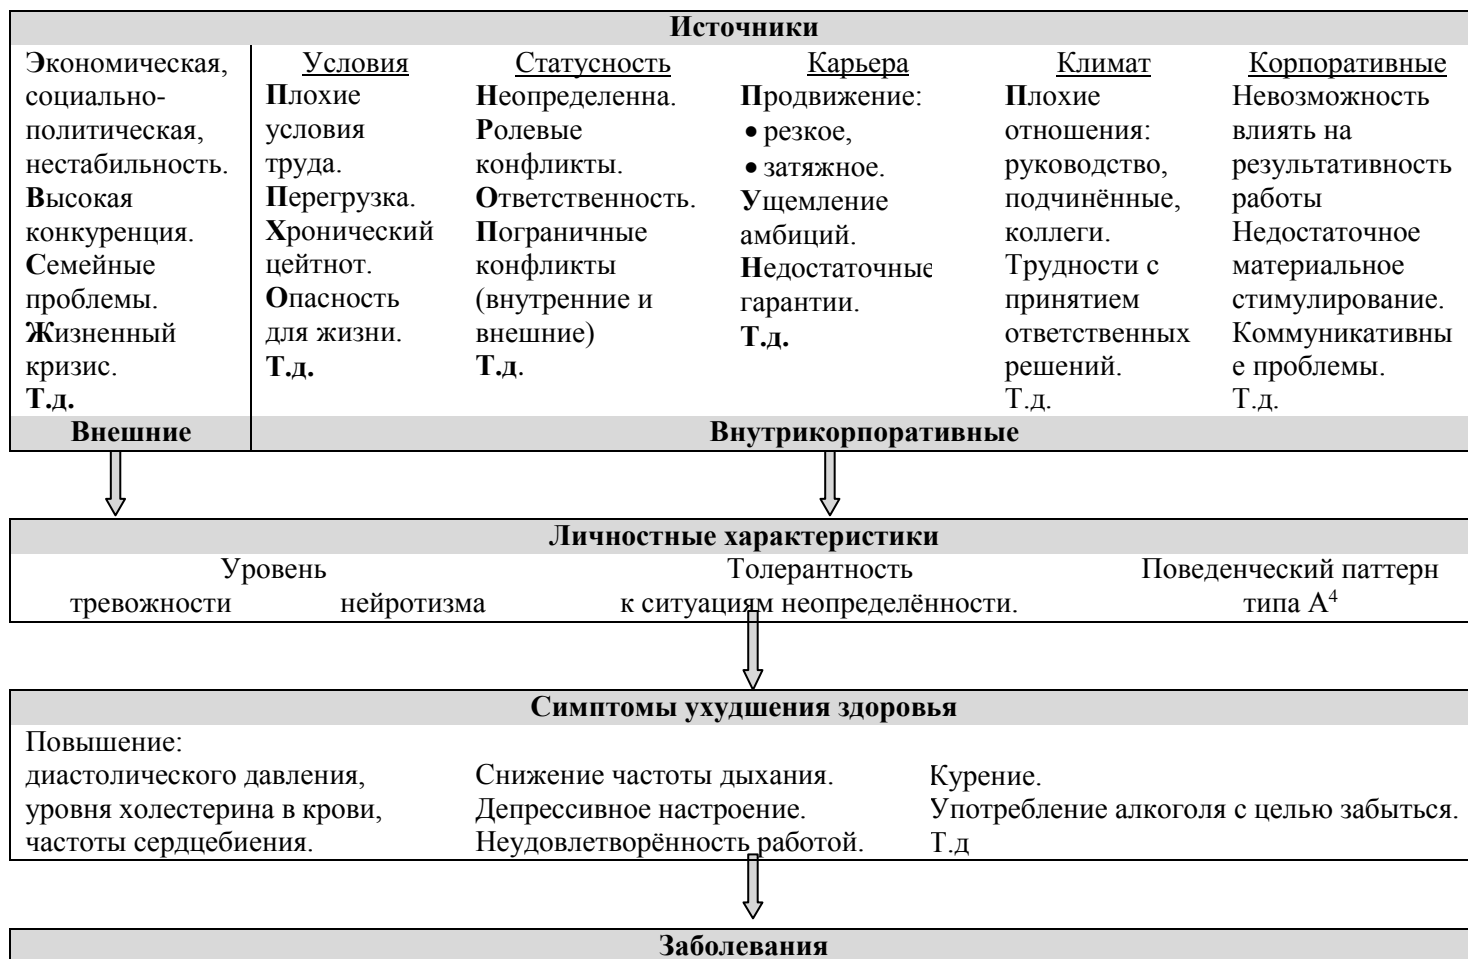 Источники
Экономическая,
социально-
политическая,
нестабильность.
Высокая
конкуренция.
Семейные
проблемы.
Жизненный
кризис.
Т.д.
Условия
Плохие
условия
труда.
Перегрузка.
Хронический
цейтнот.
Опасность
для жизни.
Т.д.
Статусность
Неопределенна.
Ролевые
конфликты.
Ответственность.
Пограничные
конфликты
(внутренние и
внешние)
Т.д.
Карьера
Продвижение:
• резкое,
• затяжное.
Ущемление
амбиций.
Недостаточные
гарантии.
Т.д.
Климат
Плохие
отношения:
руководство,
подчинённые,
коллеги.
Трудности с
принятием
ответственных
решений.
Т.д.
Корпоративные
Невозможность
влиять на
результативность
работы
Недостаточное
материальное
стимулирование.
Коммуникативны
е проблемы.
Т.д.
Внешние
Внутрикорпоративные
Личностные характеристики
Уровень
тревожности нейротизма
Толерантность
к ситуациям неопределённости.
Поведенческий паттерн
типа А⁴
Симптомы ухудшения здоровья
Повышение:
диастолического давления,
уровня холестерина в крови,
частоты сердцебиения.
Снижение частоты дыхания.
Депрессивное настроение.
Неудовлетворённость работой.
Курение.
Употребление алкоголя с целью забыться.
Т.д
Заболевания